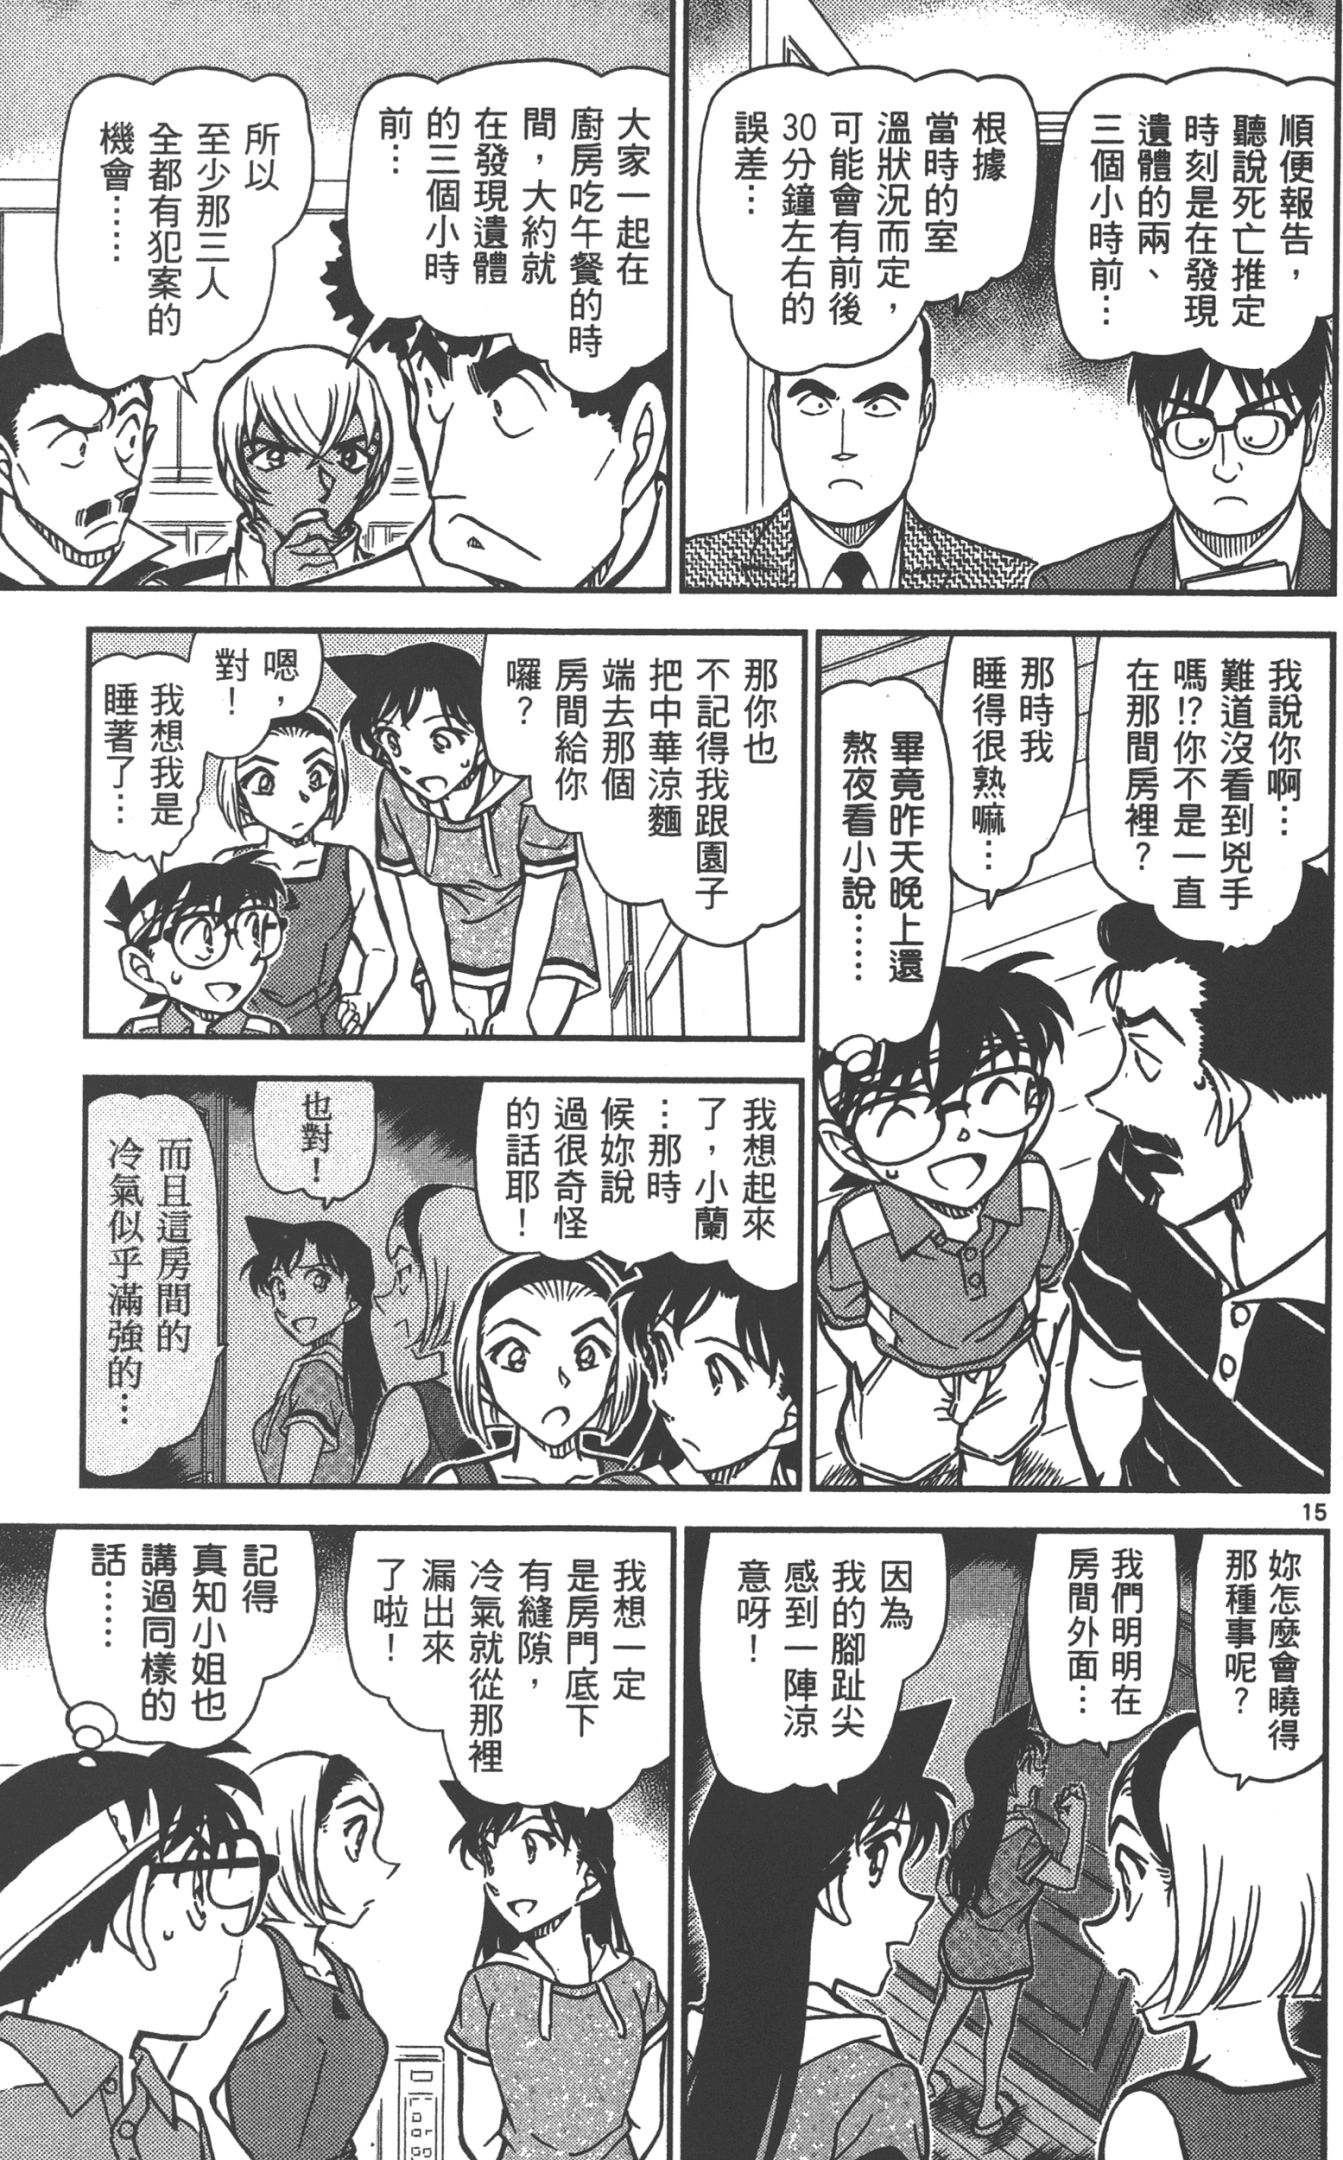 順便報告，
聽說死亡推定
時刻是在發現
遺體的兩、
三個小時前…
根據
當時的室
溫狀況而定，
可能會有前後
30分鐘左右的
誤差…
大家一起在
廚房吃午餐的時
間，大約就
在發現遺體
的三個小時
前…
所以
至少那三人
全都有犯案的
機會……
我說你啊…
難道沒看到兇手
嗎!?你不是一直
在那間房裡？
那時我
睡得很熟嘛…
畢竟昨天晚上還
熬夜看小說……
那你也
不記得我跟園子
把中華涼麵
端去那個
房間給你
囉？
嗯，
對！
我想我是
睡著了…
我想起來
了，小蘭
…那時
候妳說
過很奇怪
的話耶！
也對！
而且這房間的
冷氣似乎滿強的…
15
妳怎麼會曉得
那種事呢？
我們明明在
房間外面…
因為
我的腳趾尖
感到一陣涼
意呀！
我想一定
是房門底下
有縫隙，
冷氣就從那裡
漏出來
了啦！
記得
真知小姐也
講過同樣的
話……